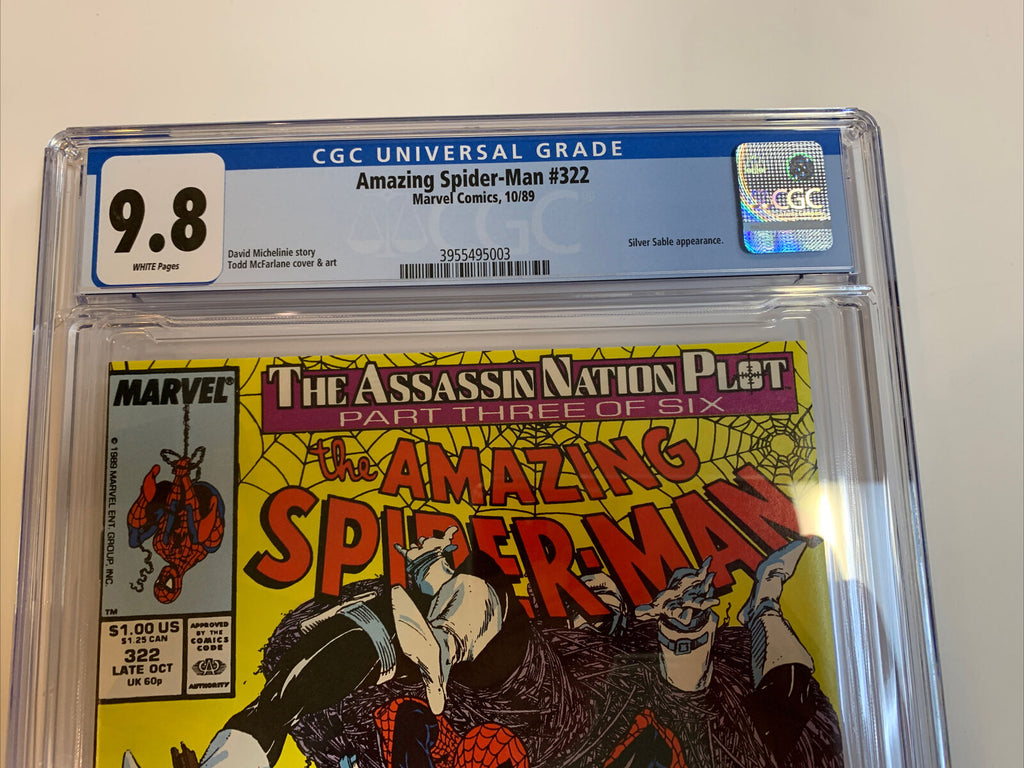 CGC UNIVERSAL GRADE
9.8
WHITE Pages
Amazing Spider-Man #322
Marvel Comics, 10/89
CGC
David Michelinie story
Todd McFarlane cover & art
3955495003
Silver Sable appearance.
CGC
MARVEL®
THE ASSASSIN NATION PLOT
PART THREE OF SIX
the AMAZING
SPIDER-MAN
© 1989 MARVEL ENT. GROUP, INC.
TM
$1.00 US
$1.25 CAN
322
LATE OCT
UK 60p
APPROVED
BY THE
COMICS
CODE
CA
AUTHORITY